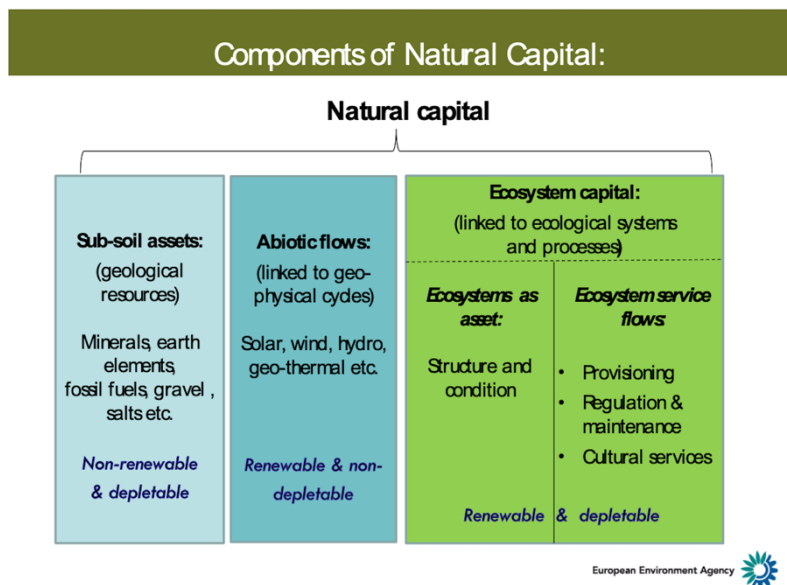 Components of Natural Capital:
Natural capital
Sub-soil assets:
(geological
resources)
Minerals, earth
elements,
fossil fuels, gravel ,
salts etc.
Non-renewable
& depletable
Abiotic flows:
(linked to geo-
physical cycles)
Solar, wind, hydro,
geo-thermal etc.
Renewable & non-
depletable
Ecosystem capital:
(linked to ecological systems
and processes)
Ecosystems as
asset:
Structure and
condition
Ecosystem service
flows:
• Provisioning
• Regulation &
maintenance
• Cultural services
Renewable & depletable
European Environment Agency